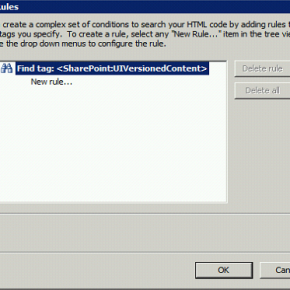 ules
create a complex set of conditions to search your HTML code by adding rules f
tags you specify. To create a rule, select any "New Rule..." item in the tree vie
e the drop down menus to configure the rule.
Find tag: <SharePoint:UIVersionedContent>
New rule...
Delete rule
Delete all
OK
Can